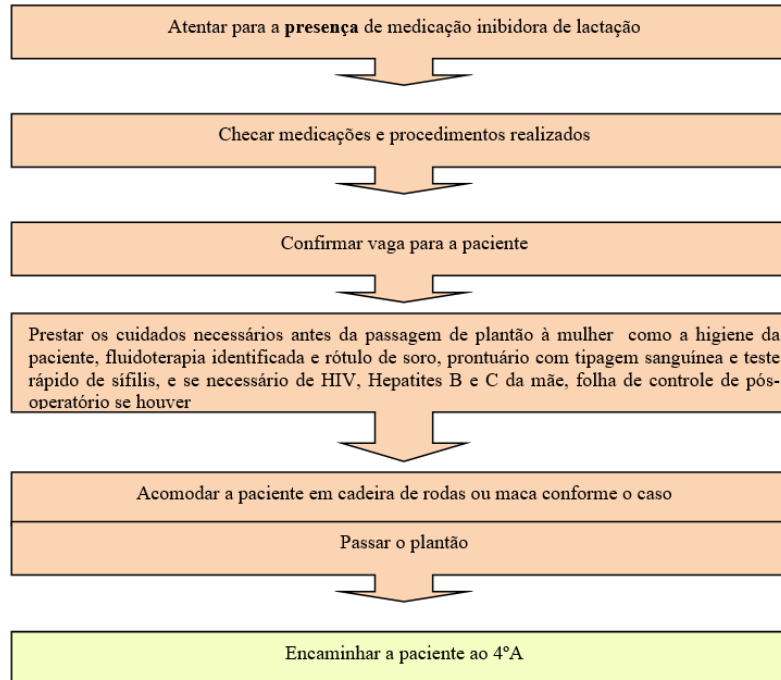 Atentar para a presença de medicação inibidora de lactação
Checar medicações e procedimentos realizados
Confirmar vaga para a paciente
Prestar os cuidados necessários antes da passagem de plantão à mulher como a higiene da
paciente, fluidoterapia identificada e rótulo de soro, prontuário com tipagem sanguínea e teste
rápido de sífilis, e se necessário de HIV, Hepatites B e C da mãe, folha de controle de pós-
operatório se houver
Acomodar a paciente em cadeira de rodas ou maca conforme o caso
Passar o plantão
Encaminhar a paciente ao 4ºA